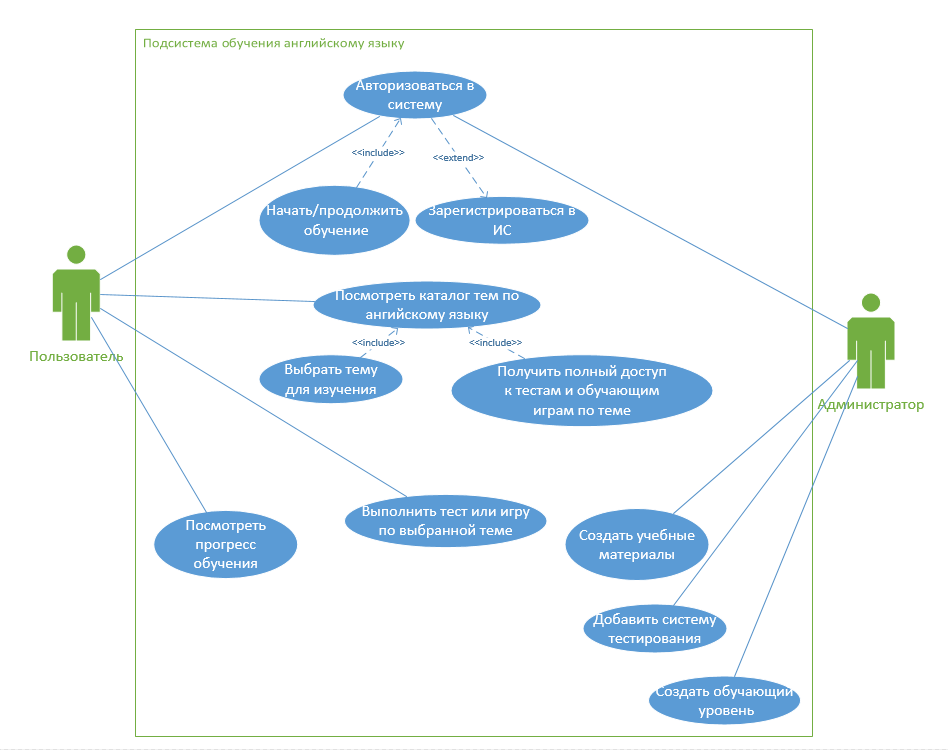 Подсистема обучения английскому языку
Авторизоваться в
систему
<<include>>
<<extend>>
Начать/продолжить
обучение
Зарегистрироваться в
ИС
Посмотреть каталог тем по
ангийскому языку
Пользователь
<<include>>
<<include>>
Выбрать тему
для изучения
Получить полный доступ
к тестам и обучающим
играм по теме
Администратор
Посмотреть
прогресс
обучения
Выполнить тест или игру
по выбранной теме
Создать учебные
материалы
Добавить систему
тестирования
Создать обучающий
уровень